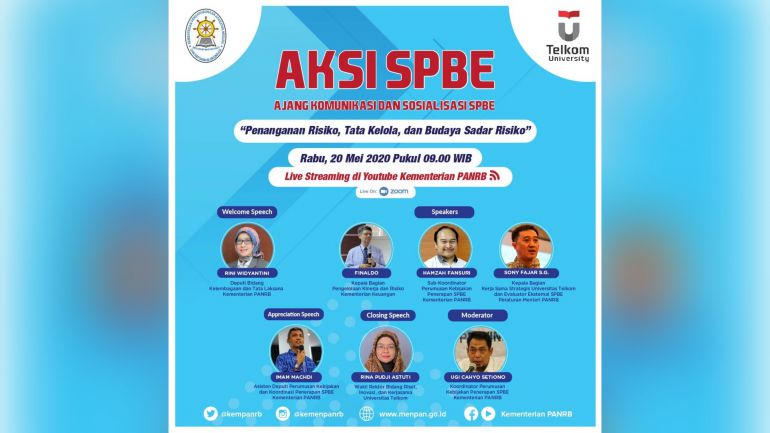 Telkom
University
AKSI SPBE
AJANG KOMUNIKASI DAN SOSIALISASI SPBE
“Penanganan Risiko, Tata Kelola, dan Budaya Sadar Risiko”
Rabu, 20 Mei 2020 Pukul 09.00 WIB
Live Streaming di Youtube Kementerian PANRB
Live On: zoom
Welcome Speech
Speakers
RINI WIDYANTINI
Deputi Bidang
Kelembagaan dan Tata Laksana
Kementerian PANRB
FINALDO
Kepala Bagian
Pengelolaan Kinerja dan Risiko
Kementerian Keuangan
HAMZAH FANSURI
Sub Koordinator
Perumusan Kebijakan
Penerapan SPBE
Kementerian PANRB
SONY FAJAR S.G.
Kepala Bagian
Kerja Sama Strategis Universitas Telkom
dan Evaluator Eksternal SPBE
Peraturan Menteri PANRB
Appreciation Speech
Closing Speech
Moderator
IMAM MACHDI
Asisten Deputi Perumusan Kebijakan
dan Koordinasi Penerapan SPBE
Kementerian PANRB
RINA PUDJI ASTUTI
Wakil Rektor Bidang Riset,
Inovasi, dan Kerjasama
Universitas Telkom
UGI CAHYO SETIONO
Koordinator Perumusan
Kebijakan Penerapan SPBE
Kementerian PANRB
@kempanrb
@kemenpanrb
www.menpan.go.id
Kementerian PANRB